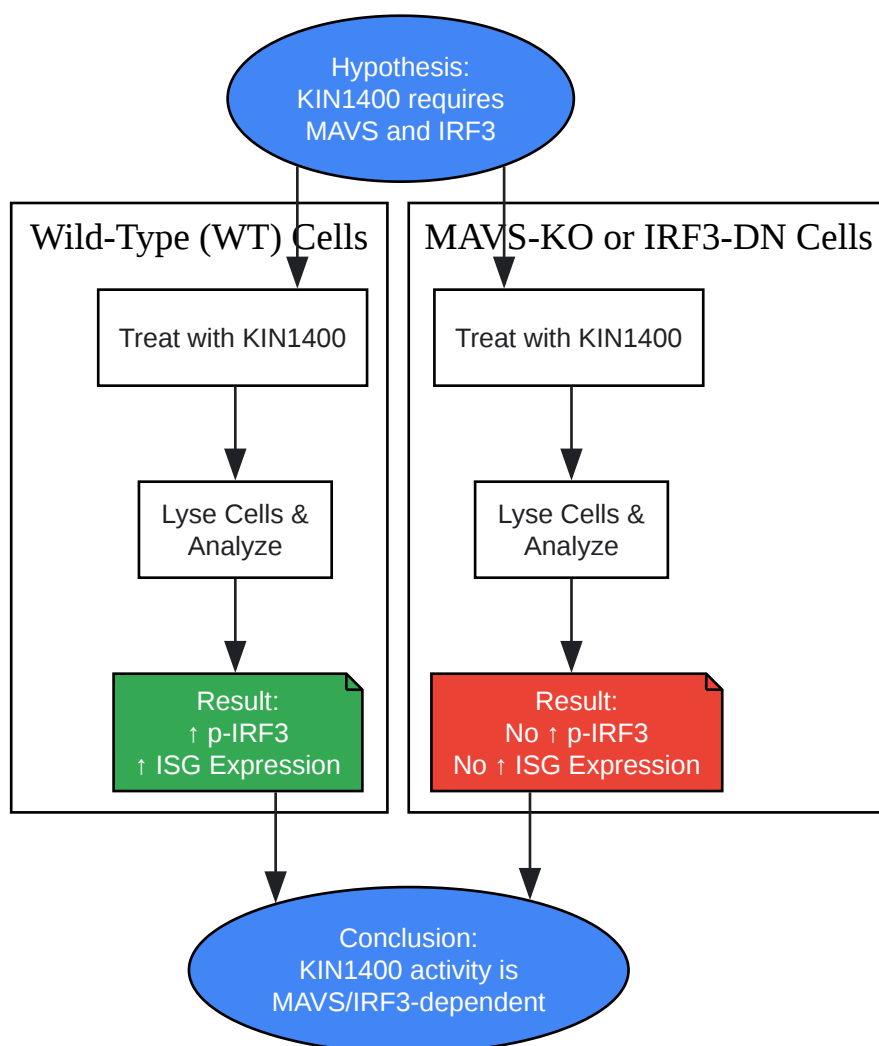 Hypothesis:
KIN1400 requires
MAVS and IRF3
Wild-Type (WT) Cells
Treat with KIN1400
Lyse Cells &
Analyze
Result:
↑ p-IRF3
↑ ISG Expression
MAVS-KO or IRF3-DN Cells
Treat with KIN1400
Lyse Cells &
Analyze
Result:
No ↑ p-IRF3
No ↑ ISG Expression
Conclusion:
KIN1400 activity is
MAVS/IRF3-dependent